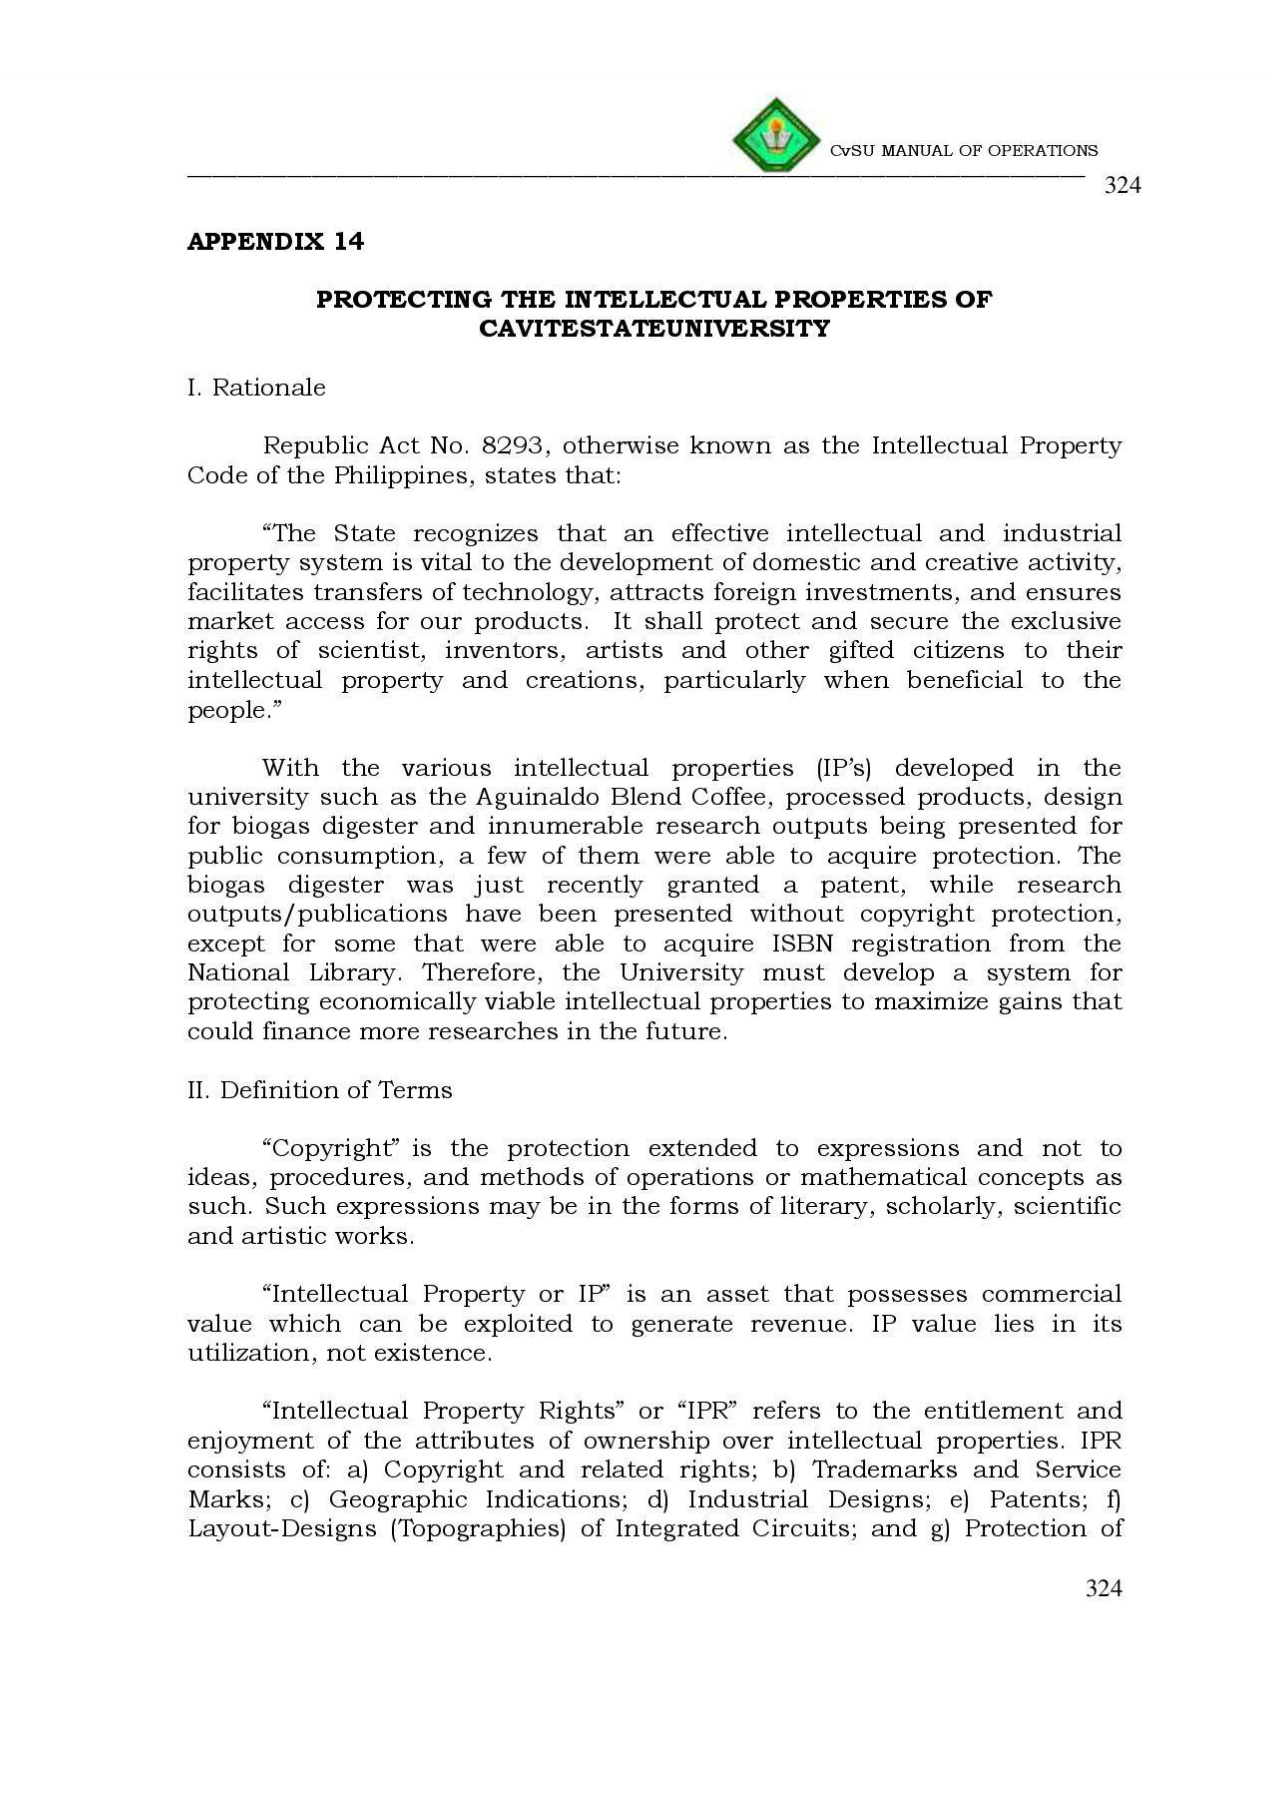 CvSU MANUAL OF OPERATIONS
324
APPENDIX 14
PROTECTING THE INTELLECTUAL PROPERTIES OF
CAVITESTATEUNIVERSITY
I. Rationale
Republic Act No. 8293, otherwise known as the Intellectual Property
Code of the Philippines, states that:
“The State recognizes that an effective intellectual and industrial
property system is vital to the development of domestic and creative activity,
facilitates transfers of technology, attracts foreign investments, and ensures
market access for our products. It shall protect and secure the exclusive
rights of scientist, inventors, artists and other gifted citizens to their
intellectual property and creations, particularly when beneficial to the
people.”
With the various intellectual properties (IP’s) developed in the
university such as the Aguinaldo Blend Coffee, processed products, design
for biogas digester and innumerable research outputs being presented for
public consumption, a few of them were able to acquire protection. The
biogas digester was just recently granted a patent, while research
outputs/publications have been presented without copyright protection,
except for some that were able to acquire ISBN registration from the
National Library. Therefore, the University must develop a system for
protecting economically viable intellectual properties to maximize gains that
could finance more researches in the future.
II. Definition of Terms
“Copyright” is the protection extended to expressions and not to
ideas, procedures, and methods of operations or mathematical concepts as
such. Such expressions may be in the forms of literary, scholarly, scientific
and artistic works.
“Intellectual Property or IP” is an asset that possesses commercial
value which can be exploited to generate revenue. IP value lies in its
utilization, not existence.
“Intellectual Property Rights” or “IPR” refers to the entitlement and
enjoyment of the attributes of ownership over intellectual properties. IPR
consists of: a) Copyright and related rights; b) Trademarks and Service
Marks; c) Geographic Indications; d) Industrial Designs; e) Patents; f)
Layout-Designs (Topographies) of Integrated Circuits; and g) Protection of
324